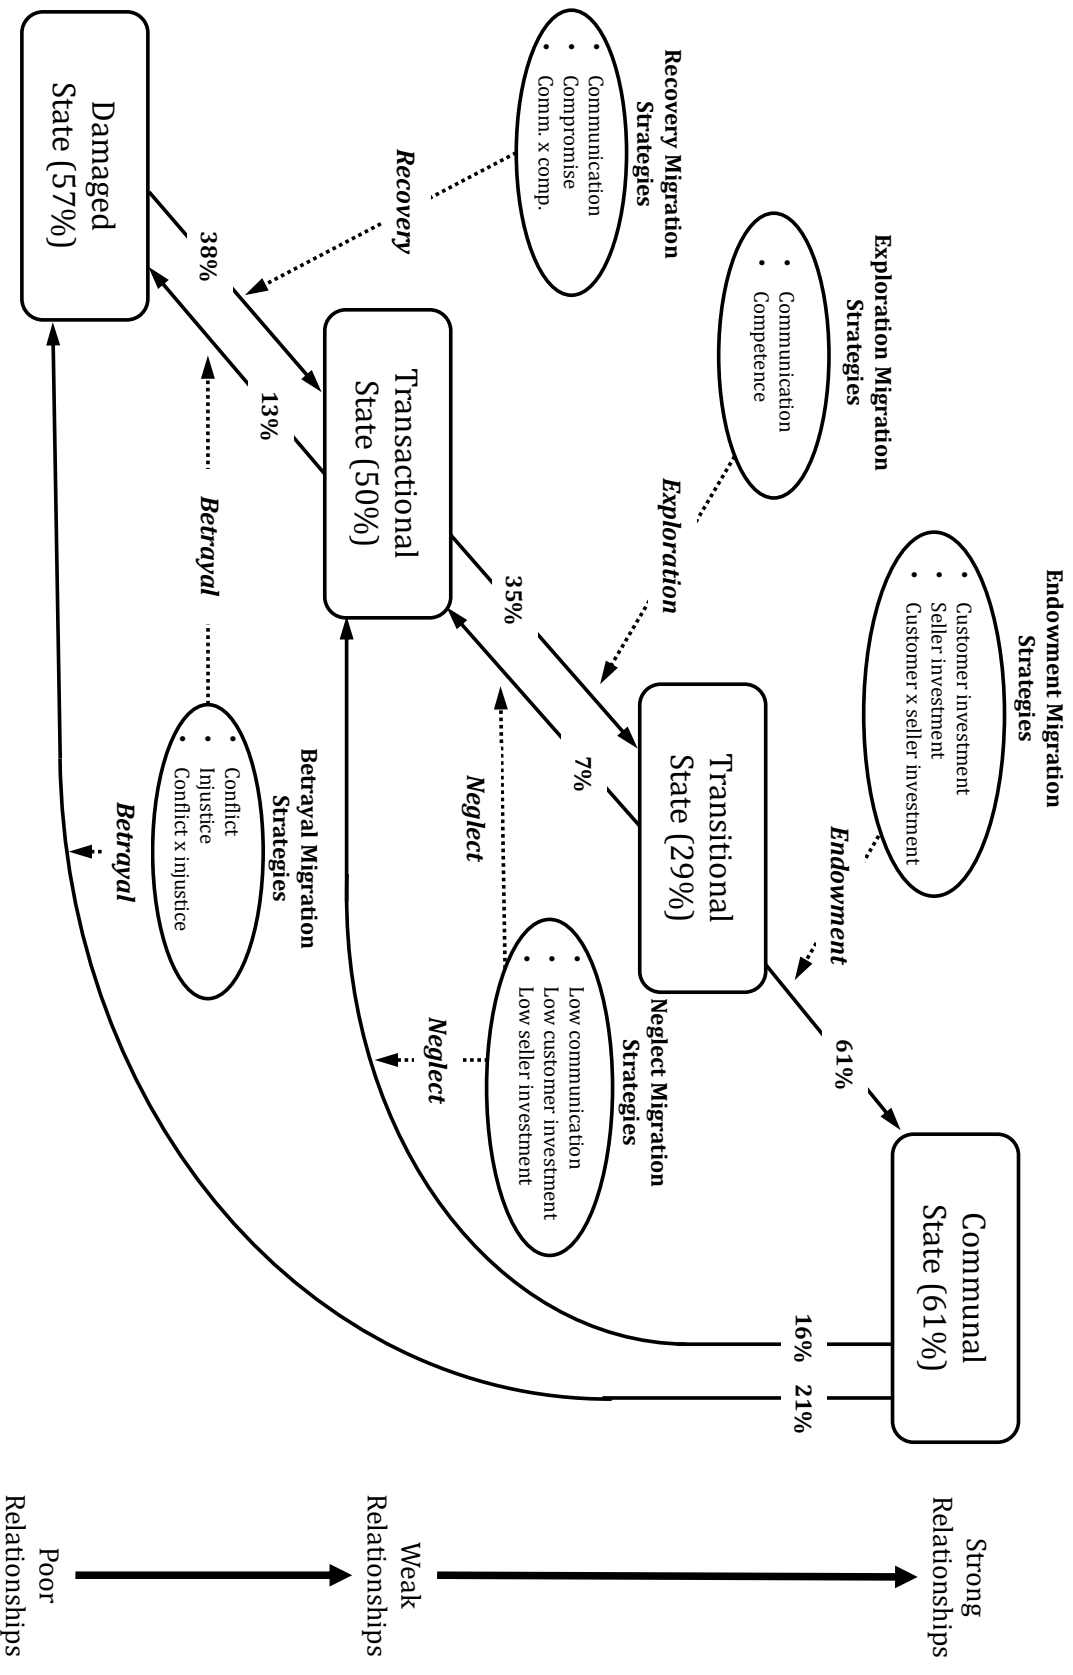 Endowment Migration
Strategies
Customer investment
Seller investment
Customer x seller investment
Exploration Migration
Strategies
Communication
Competence
Recovery Migration
Strategies
Communication
Compromise
Comm. x comp.
Communal
State (61%)
Strong
Relationships
Endowment
61%
16%
21%
Transitional
State (29%)
Exploration
35%
7%
Neglect Migration
Strategies
Low communication
Low customer investment
Low seller investment
Neglect
Neglect
Transactional
State (50%)
Weak
Relationships
Recovery
38%
13%
Betrayal Migration
Strategies
Conflict
Injustice
Conflict x injustice
Betrayal
Betrayal
Damaged
State (57%)
Poor
Relationships